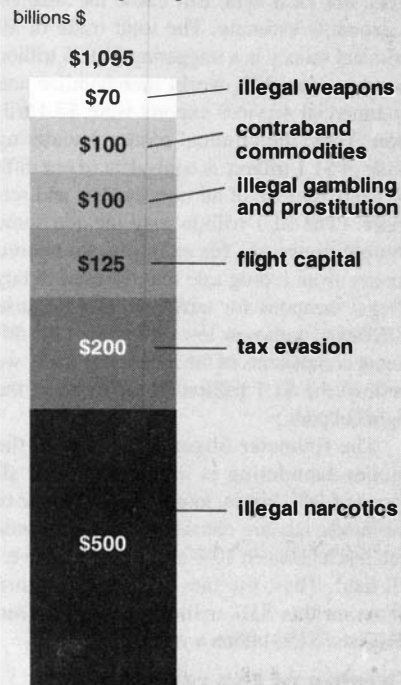 billions $
$1,095
$70 illegal weapons
$100 contraband
commodities
$100 illegal gambling
and prostitution
$125 flight capital
$200 tax evasion
$500 illegal narcotics